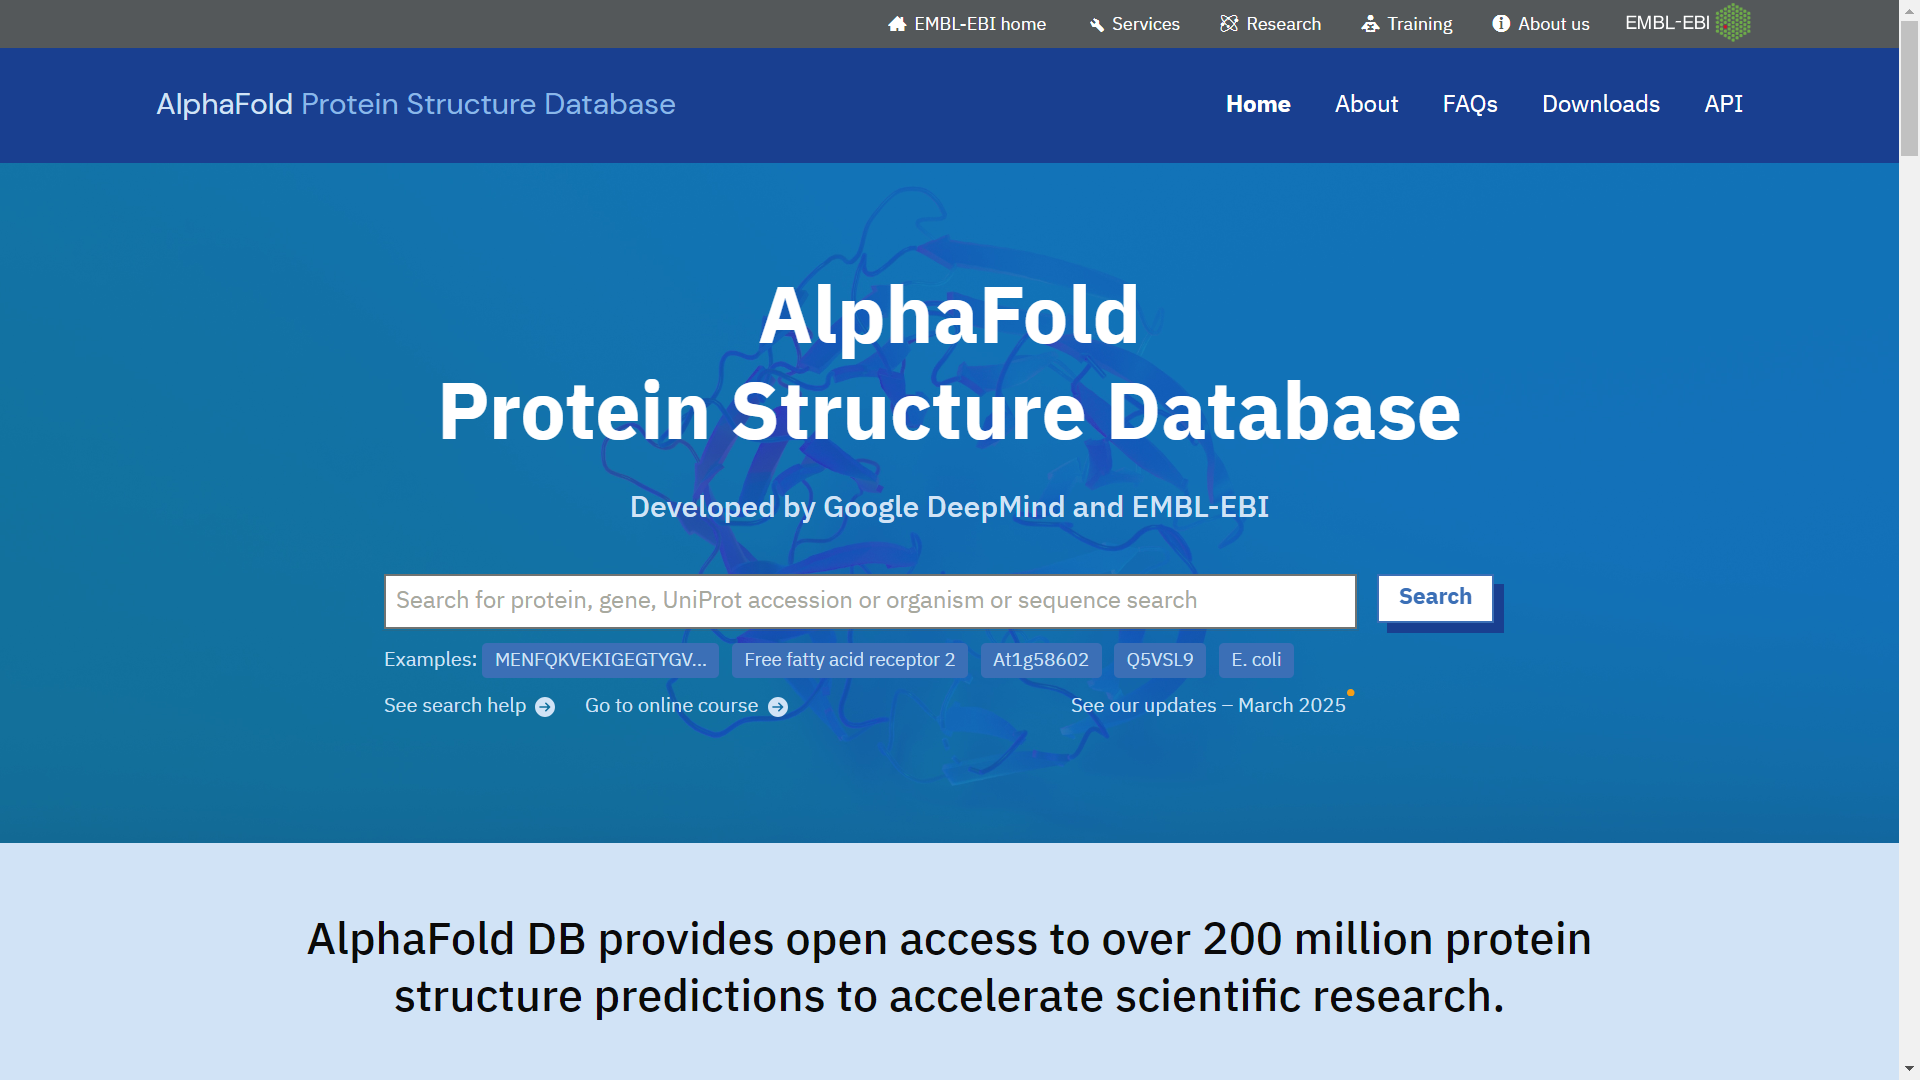 EMBL-EBI home Services Research Training About us EMBL-EBI
AlphaFold Protein Structure Database
Home About FAQs Downloads API
AlphaFold
Protein Structure Database
Developed by Google DeepMind and EMBL-EBI
Search for protein, gene, UniProt accession or organism or sequence search
Search
Examples: MENFQKVEKIGEGTYGV... Free fatty acid receptor 2 At1g58602 Q5VSL9 E. coli
See search help Go to online course See our updates – March 2025
AlphaFold DB provides open access to over 200 million protein
structure predictions to accelerate scientific research.